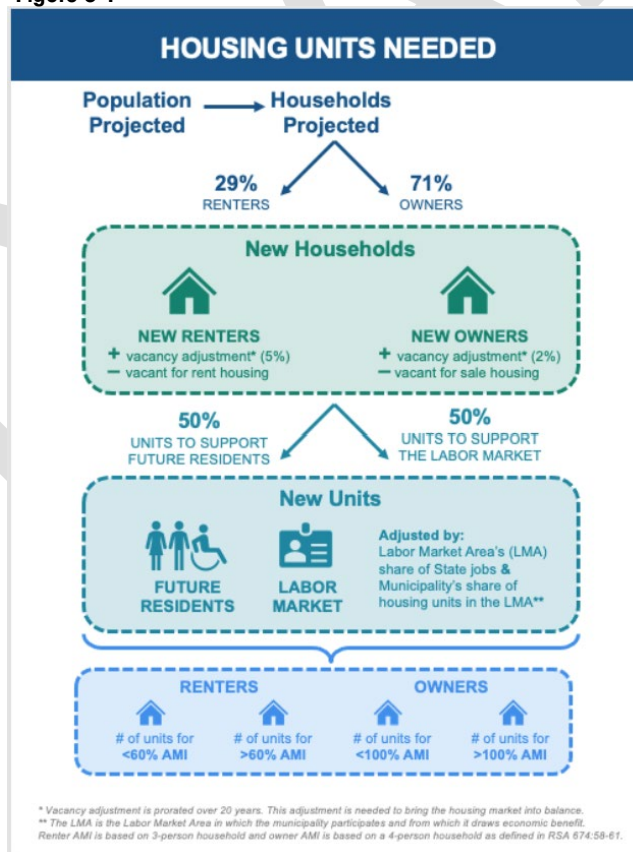 HOUSING UNITS NEEDED
Population Projected
Households Projected
29%
RENTERS
71%
OWNERS
New Households
NEW RENTERS
+ vacancy adjustment* (5%)
− vacant for rent housing
NEW OWNERS
+ vacancy adjustment* (2%)
− vacant for sale housing
50%
UNITS TO SUPPORT
FUTURE RESIDENTS
50%
UNITS TO SUPPORT
THE LABOR MARKET
New Units
FUTURE
RESIDENTS
LABOR
MARKET
Adjusted by:
Labor Market Area's (LMA)
share of State jobs &
Municipality's share of
housing units in the LMA**
RENTERS
# of units for
<60% AMI
# of units for
>60% AMI
OWNERS
# of units for
<100% AMI
# of units for
>100% AMI
* Vacancy adjustment is prorated over 20 years. This adjustment is needed to bring the housing market into balance.
** The LMA is the Labor Market Area in which the municipality participates and from which it draws economic benefit.
Renter AMI is based on 3-person household and owner AMI is based on a 4-person household as defined in RSA 674:58-61.